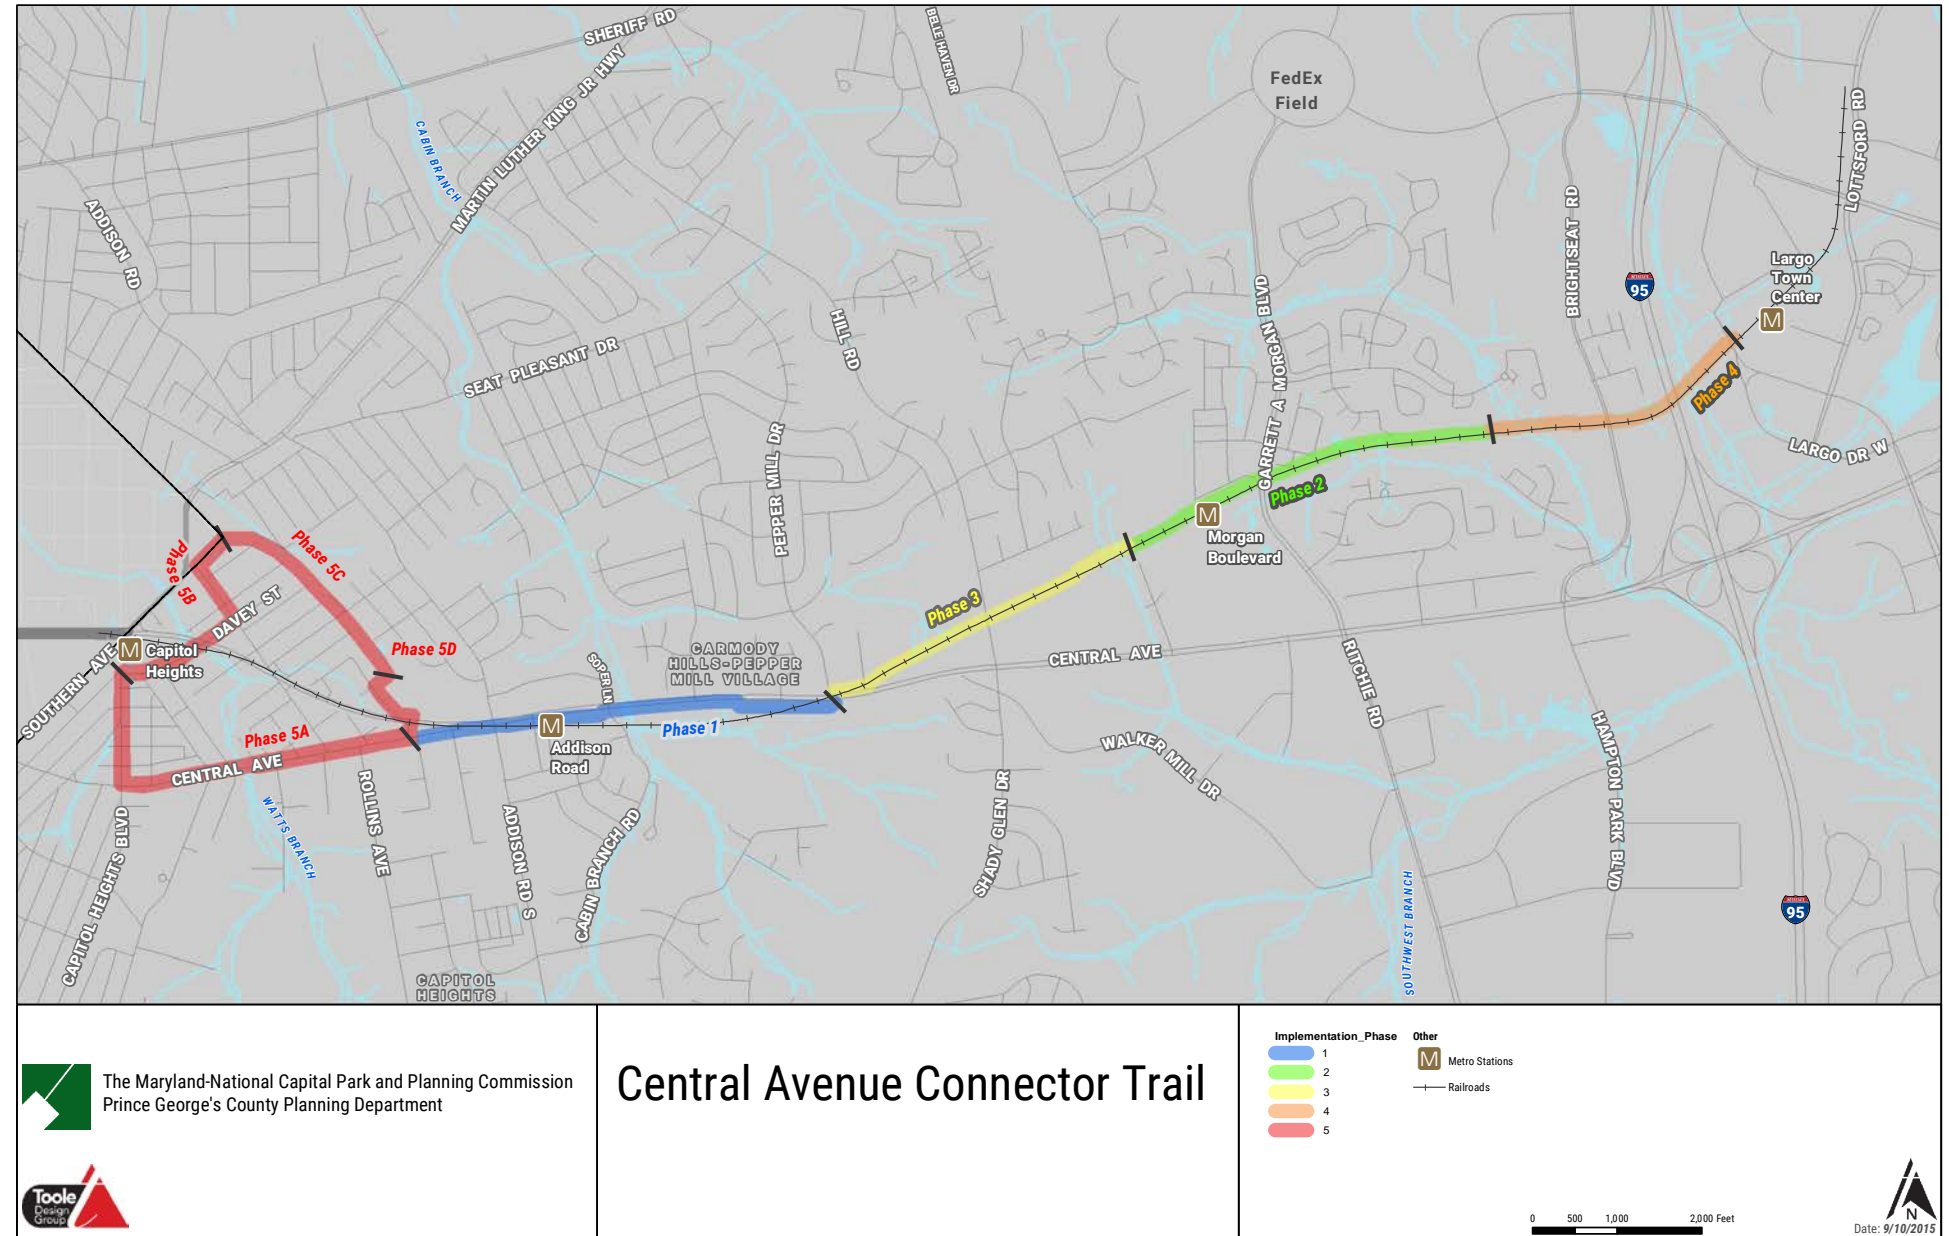 SHERIFF RD
BELLE HAVEN DR
FedEx
Field
MARTIN LUTHER KING JR HWY
CABIN BRANCH
LOTTSFORD RD
ADDISON RD
BRIGHTSEAT RD
Largo
Town
Center
INTERSTATE
95
GARRETT A MORGAN BLVD
HILL RD
SEAT PLEASANT DR
Phase 4
LARGO DR W
PEPPER MILL DR
Phase 2
Morgan
Boulevard
Phase 5C
Phase 5B
DAVEY ST
Phase 3
Capitol
Heights
Phase 5D
CARMODY
HILLS-PEPPER
MILL VILLAGE
CENTRAL AVE
SOPER LN
SOUTHERN AVE
RITCHIE RD
Phase 5A
Phase 1
Addison
Road
CENTRAL AVE
WALKER MILL DR
HAMPTON PARK BLVD
ROLLINS AVE
WATTS BRANCH
CAPITOL HEIGHTS BLVD
ADDISON RD S
CABIN BRANCH RD
SHADY GLEN DR
SOUTHWEST BRANCH
INTERSTATE
95
CAPITOL
HEIGHTS
M
M
M
M
The Maryland-National Capital Park and Planning Commission
Prince George's County Planning Department
Toole
Design
Group
Central Avenue Connector Trail
Implementation_Phase
1
2
3
4
5
Other
M Metro Stations
Railroads
0 500 1,000 2,000 Feet
N
Date: 9/10/2015